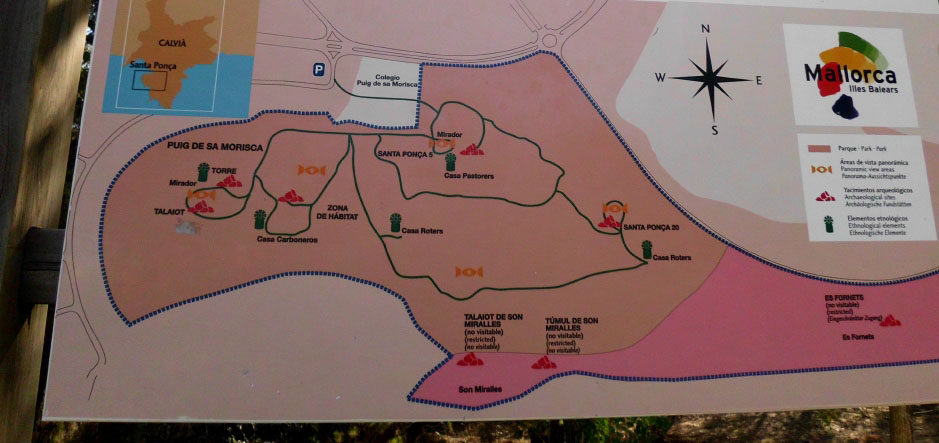 CALVIÀ
Santa Ponça
P
Colegio
Puig de sa Morisca
N
W
E
S
Mallorca
Illes Balears
Parque · Park · Park
Áreas de vista panorámica
Panoramic view areas
Panorama-Aussichtspunkte
Yacimientos arqueológicos
Archaeological sites
Archäologische Fundstätten
Elementos etnológicos
Ethnological elements
Ethnologische Elemente
PUIG DE SA MORISCA
TORRE
Mirador
TALAIOT
Casa Carboneros
ZONA
DE HÁBITAT
Mirador
SANTA PONÇA 5
Casa Pastorers
Casa Roters
SANTA PONÇA 20
Casa Roters
TALAIOT DE SON
MIRALLES
(no visitable)
(restricted)
(no visitable)
TÚMUL DE SON
MIRALLES
(no visitable)
(restricted)
(no visitable)
Son Miralles
ES FORNETS
(no visitable)
(restricted)
(Eingeschränkter Zugang)
Es Fornets